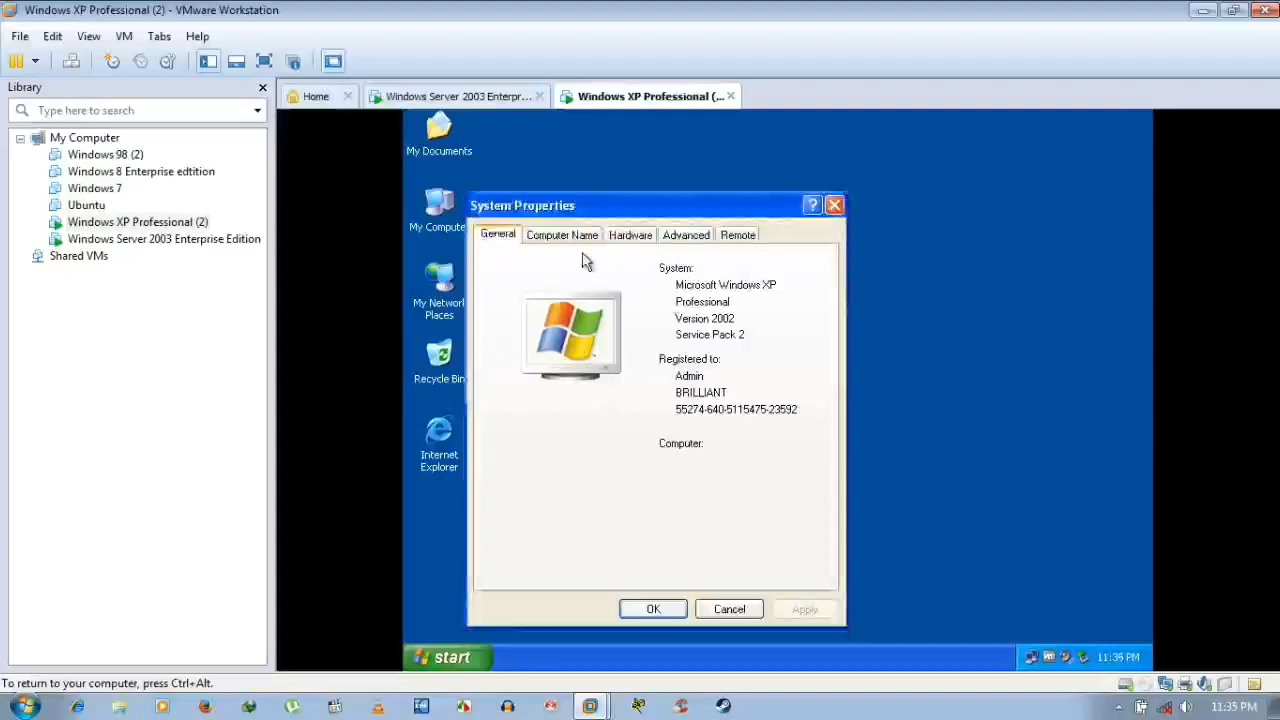 Windows XP Professional (2) - VMware Workstation
File Edit View VM Tabs Help
Library
Type here to search
My Computer
Windows 98 (2)
Windows 8 Enterprise edtition
Windows 7
Ubuntu
Windows XP Professional (2)
Windows Server 2003 Enterprise Edition
Shared VMs
Home
Windows Server 2003 Enterpr...
Windows XP Professional (...
My Documents
My Compute
My Network
Places
Recycle Bin
Internet
Explorer
System Properties
General Computer Name Hardware Advanced Remote
System:
Microsoft Windows XP
Professional
Version 2002
Service Pack 2
Registered to:
Admin
BRILLIANT
55274-640-5115475-23592
Computer:
OK Cancel Apply
start
11:35 PM
To return to your computer, press Ctrl+Alt.
11:35 PM